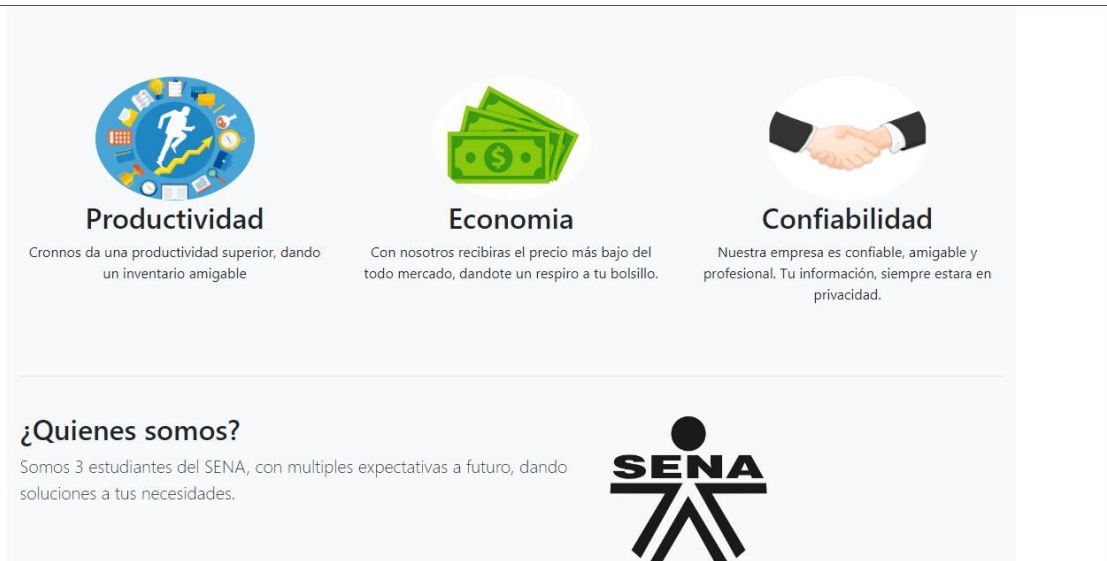 Productividad
Cronnos da una productividad superior, dando
un inventario amigable
Economia
Con nosotros recibiras el precio más bajo del
todo mercado, dandote un respiro a tu bolsillo.
Confiabilidad
Nuestra empresa es confiable, amigable y
profesional. Tu información, siempre estara en
privacidad.
¿Quienes somos?
Somos 3 estudiantes del SENA, con multiples expectativas a futuro, dando
soluciones a tus necesidades.
SENA